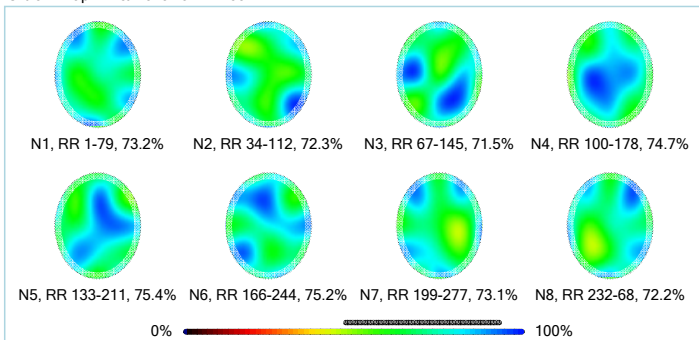 N1, RR 1-79, 73.2%
N2, RR 34-112, 72.3%
N3, RR 67-145, 71.5%
N4, RR 100-178, 74.7%
N5, RR 133-211, 75.4%
N6, RR 166-244, 75.2%
N7, RR 199-277, 73.1%
N8, RR 232-68, 72.2%
0%
100%